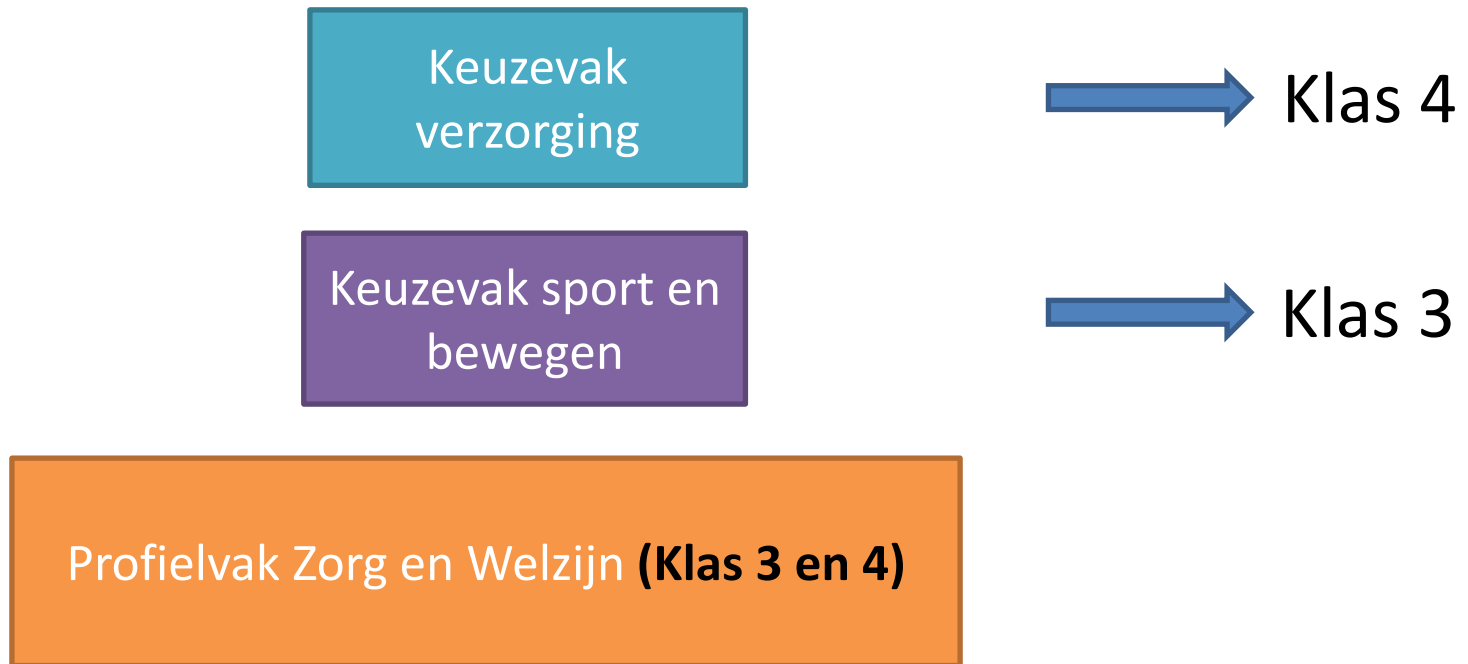 Keuzevak
verzorging
Klas 4
Keuzevak sport en
bewegen
Klas 3
Profielvak Zorg en Welzijn (Klas 3 en 4)